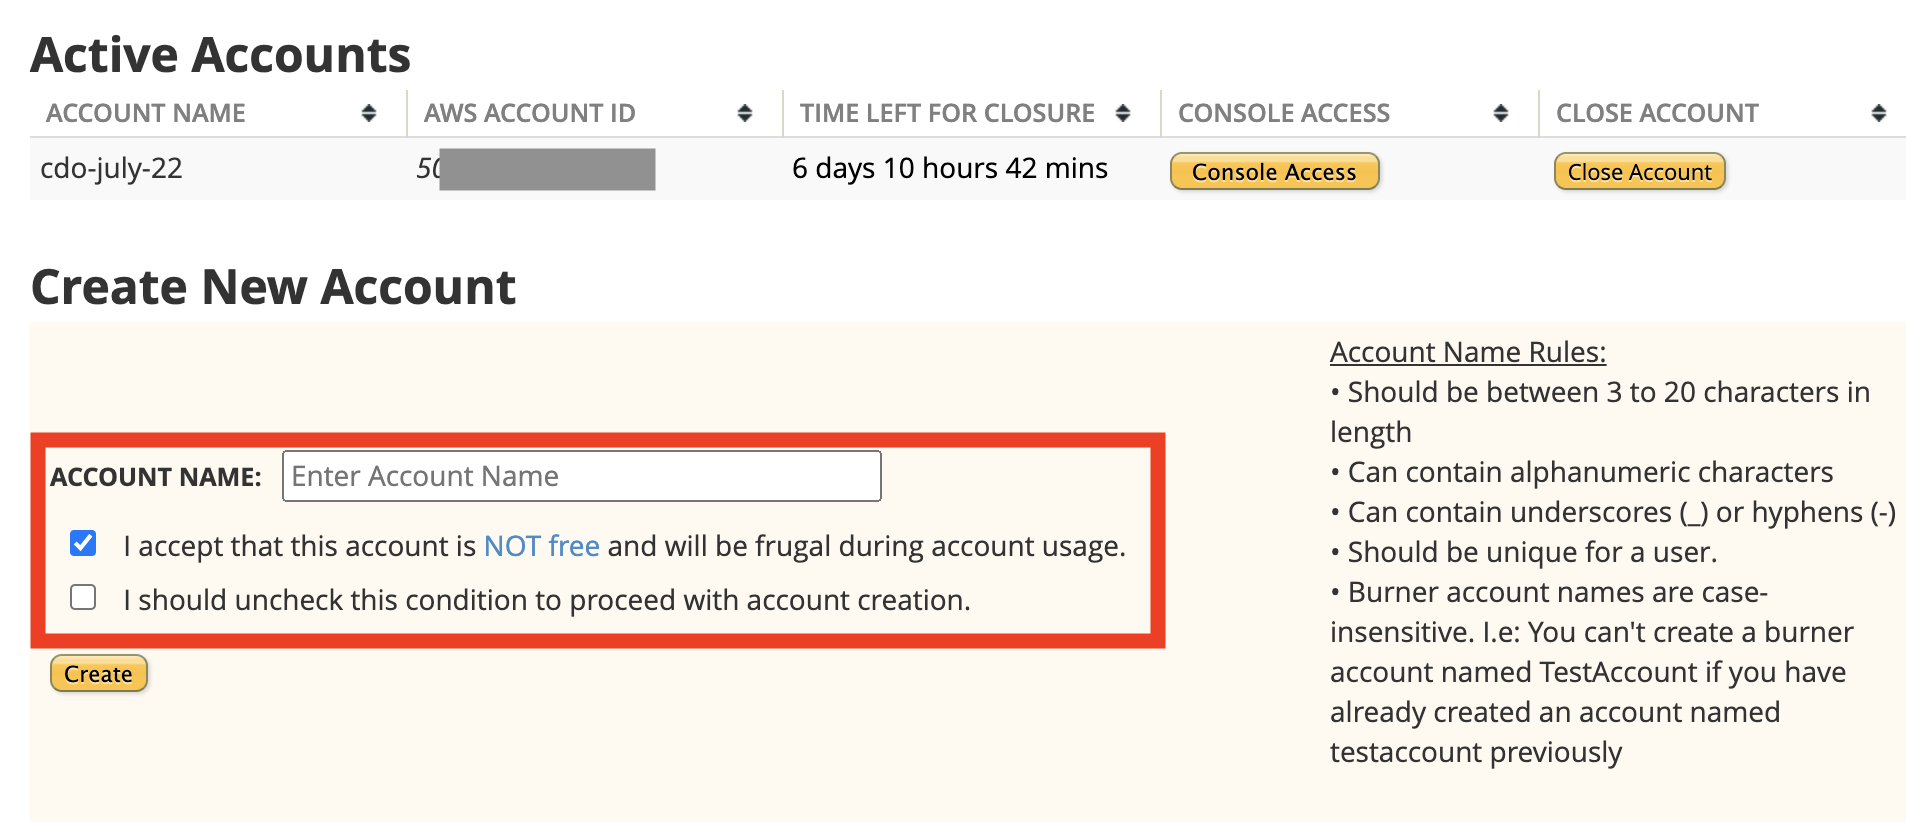 Active Accounts
ACCOUNT NAME AWS ACCOUNT ID TIME LEFT FOR CLOSURE CONSOLE ACCESS CLOSE ACCOUNT
cdo-july-22 50 6 days 10 hours 42 mins Console Access Close Account
Create New Account
Account Name Rules:
• Should be between 3 to 20 characters in
length
• Can contain alphanumeric characters
• Can contain underscores (_) or hyphens (-)
• Should be unique for a user.
• Burner account names are case-
insensitive. I.e: You can't create a burner
account named TestAccount if you have
already created an account named
testaccount previously
ACCOUNT NAME: Enter Account Name
I accept that this account is NOT free and will be frugal during account usage.
I should uncheck this condition to proceed with account creation.
Create